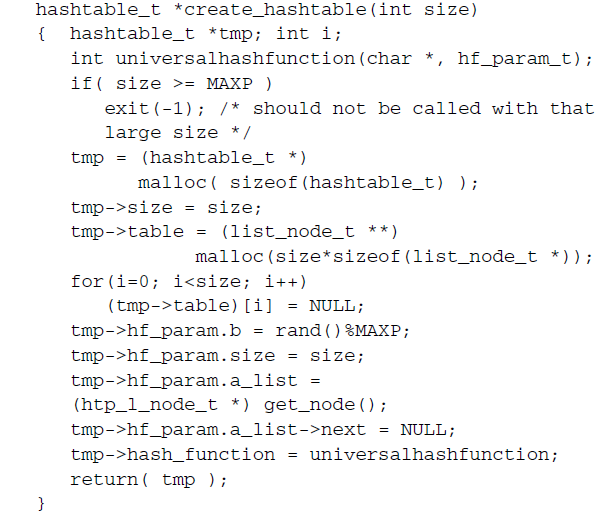 hashtable_t *create_hashtable(int size)
{  hashtable_t *tmp; int i;
   int universalhashfunction(char *, hf_param_t);
   if( size >= MAXP )
      exit(-1); /* should not be called with that
      large size */
   tmp = (hashtable_t *)
         malloc( sizeof(hashtable_t) );
   tmp->size = size;
   tmp->table = (list_node_t **)
              malloc(size*sizeof(list_node_t *));
   for(i=0; i<size; i++)
      (tmp->table)[i] = NULL;
   tmp->hf_param.b = rand()%MAXP;
   tmp->hf_param.size = size;
   tmp->hf_param.a_list =
   (htp_l_node_t *) get_node();
   tmp->hf_param.a_list->next = NULL;
   tmp->hash_function = universalhashfunction;
   return( tmp );
}